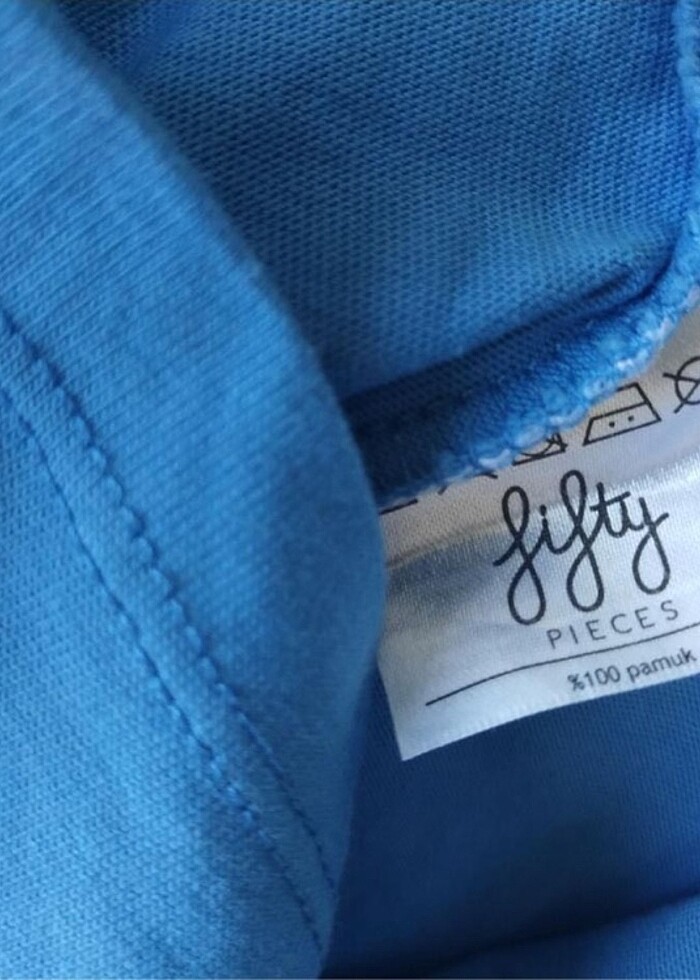 fifty
PIECES
%100 pamuk